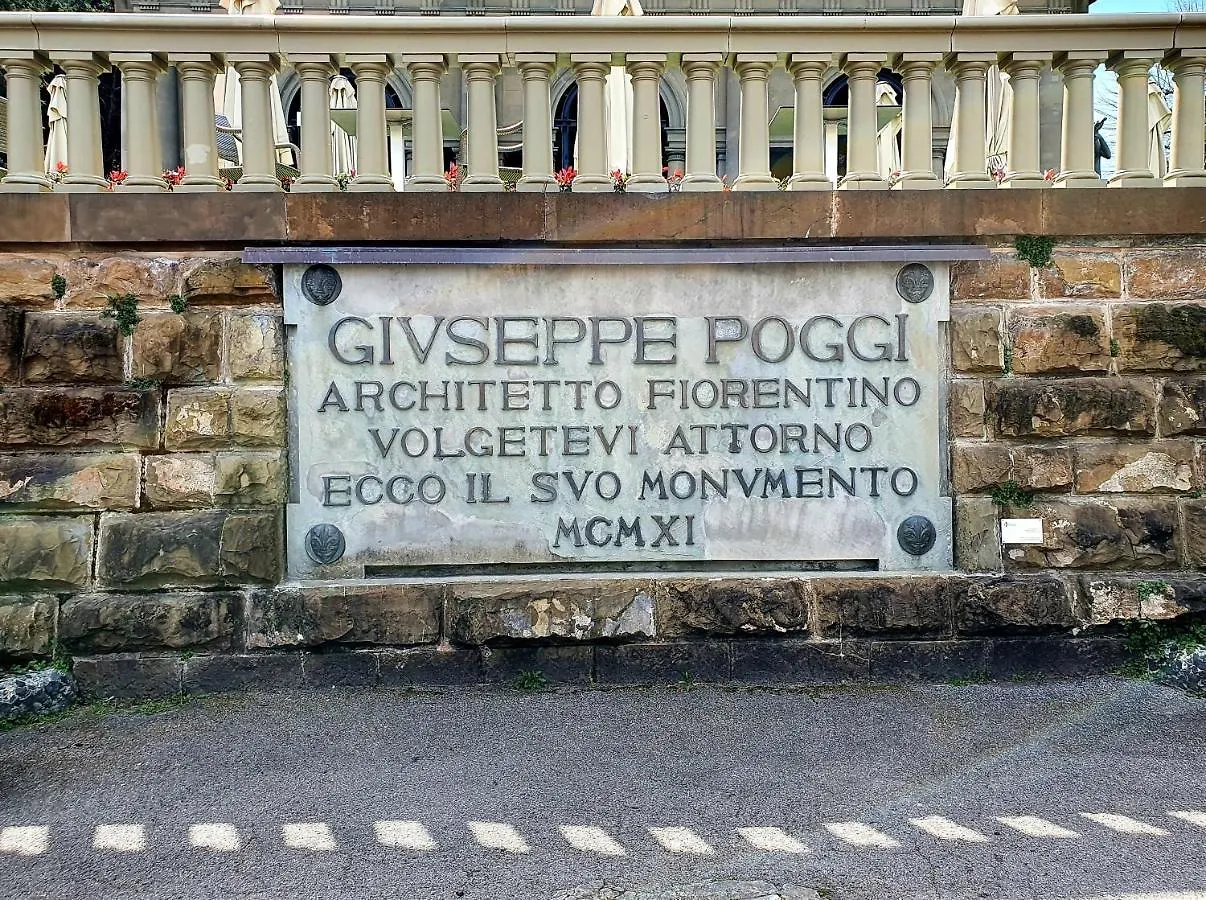 GIVSEPPE POGGI
ARCHITETTO FIORENTINO
VOLGETEVI ATTORNO
ECCO IL SVO MONVMENTO
MCMXI